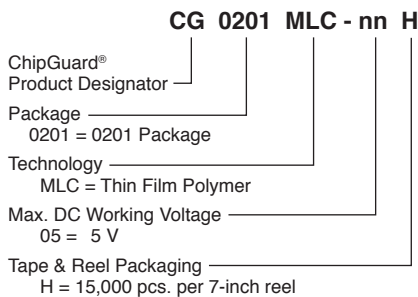 CG 0201 MLC - nn H
ChipGuard®
Product Designator
Package
0201 = 0201 Package
Technology
MLC = Thin Film Polymer
Max. DC Working Voltage
05 = 5 V
Tape & Reel Packaging
H = 15,000 pcs. per 7-inch reel